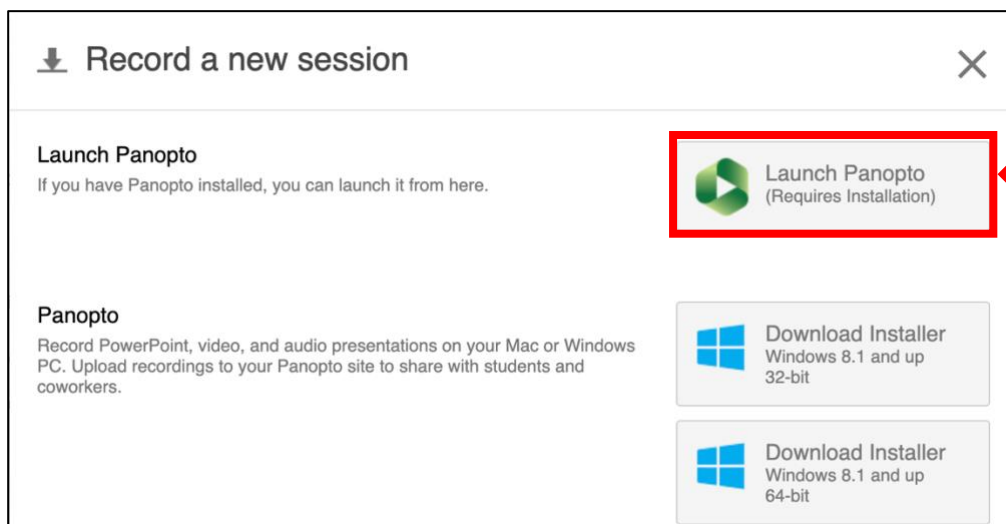 Record a new session
Launch Panopto
If you have Panopto installed, you can launch it from here.
Launch Panopto
(Requires Installation)
Panopto
Record PowerPoint, video, and audio presentations on your Mac or Windows
PC. Upload recordings to your Panopto site to share with students and
coworkers.
Download Installer
Windows 8.1 and up
32-bit
Download Installer
Windows 8.1 and up
64-bit